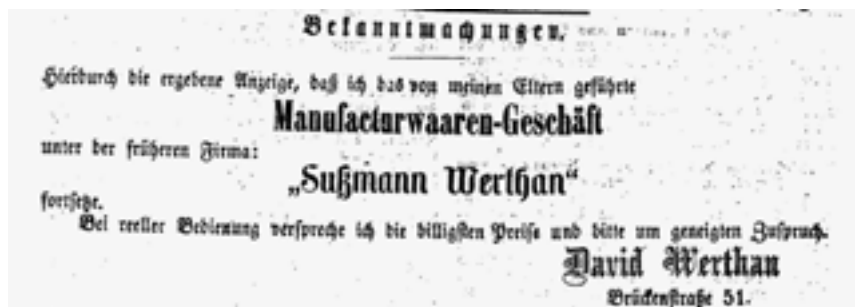 Bekanntmachungen.
Hierdurch die ergebene Anzeige, daß ich das von meinen Eltern geführte
Manufacturwaaren-Geschäft
unter der früheren Firma:
„Sußmann Werthan“
fortsetze.
Bei reeller Bedienung verspreche ich die billigsten Preise und bitte um geneigten Zuspruch.
David Werthan
Brückenstraße 51.